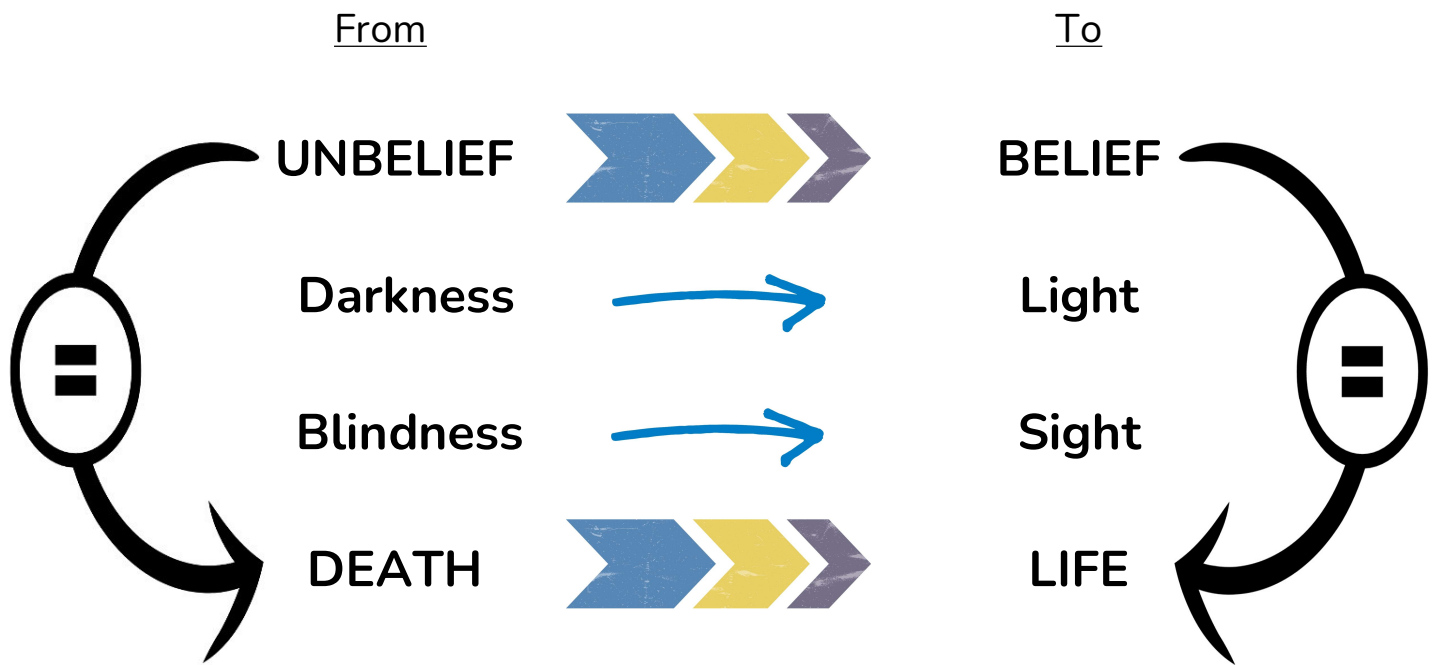 From
To
UNBELIEF
BELIEF
Darkness
Light
Blindness
Sight
DEATH
LIFE
=
=